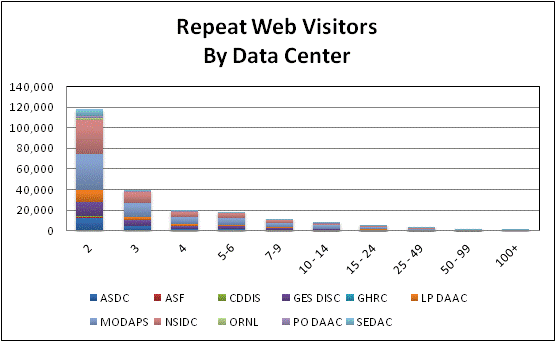 Repeat Web Visitors
By Data Center
140,000
120,000
100,000
80,000
60,000
40,000
20,000
0
2 3 4 5-6 7-9 10 - 14 15 - 24 25 - 49 50 - 99 100+
ASDC ASF CDDIS GES DISC GHRC LP DAAC
MODAPS NSIDC ORNL PO DAAC SEDAC